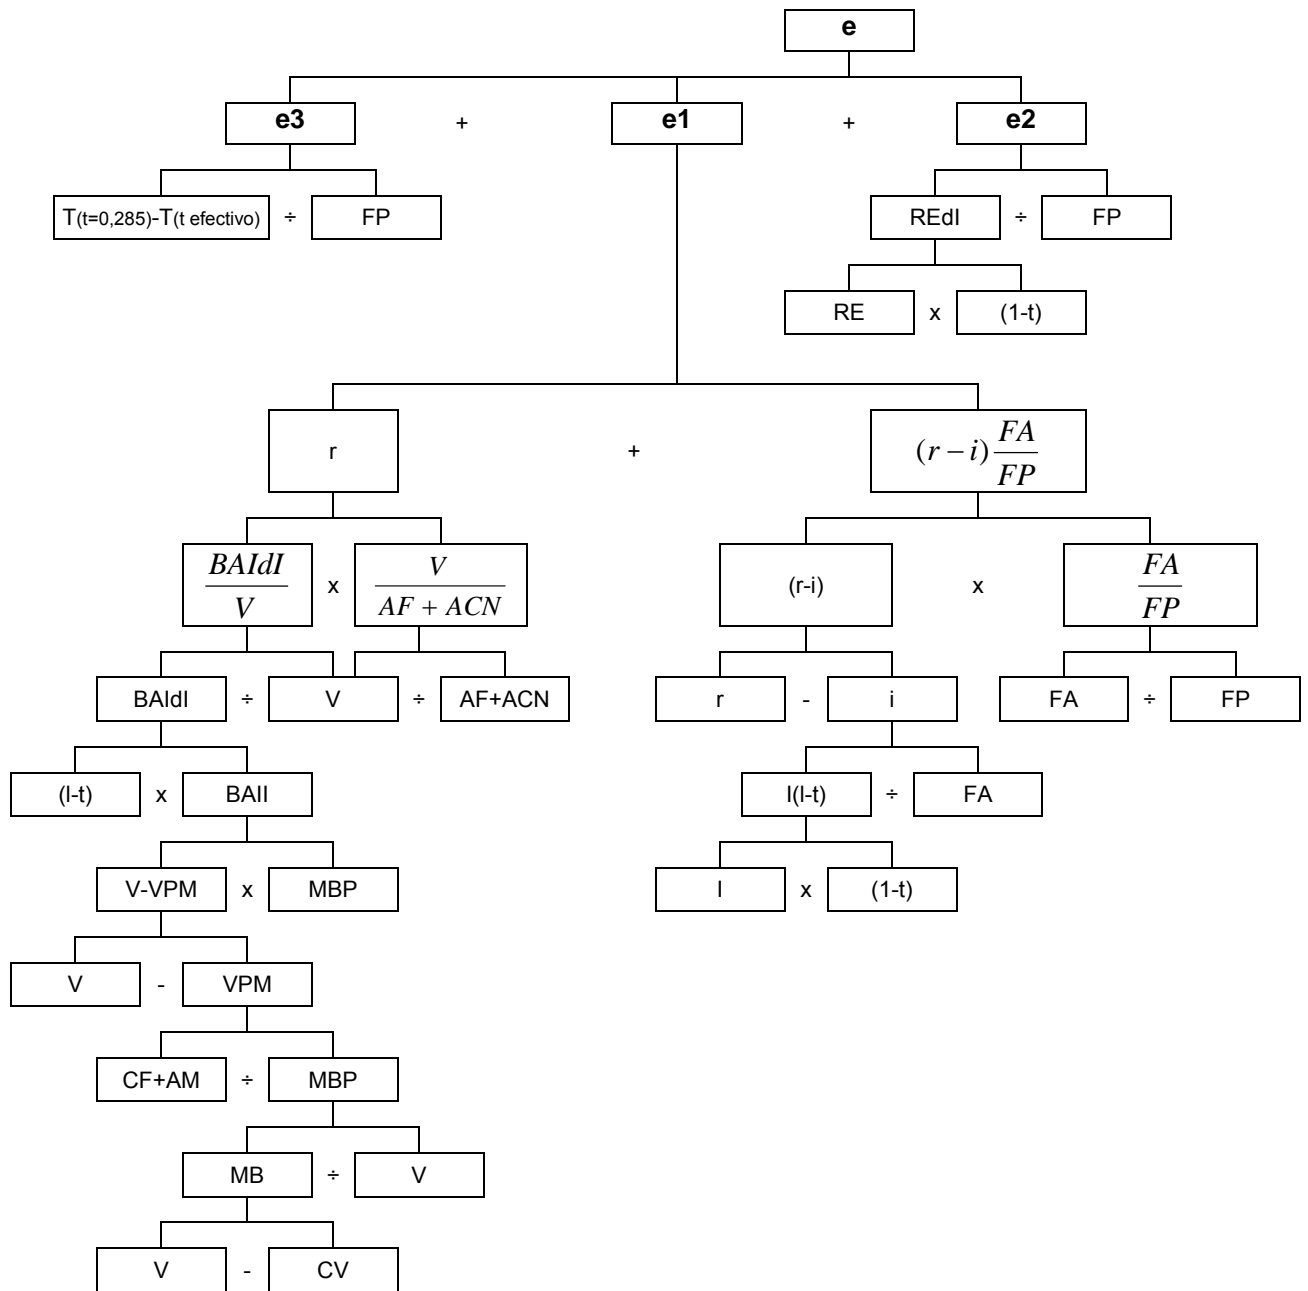 e
e3 + e1 + e2
T(t=0,285)-T(t efectivo) ÷ FP REdI ÷ FP
RE x (1-t)
r + (r – i) FA
FP
BAIdI x V (r-i) x FA
V AF + ACN FP
BAIdI ÷ V ÷ AF+ACN r - i FA ÷ FP
(l-t) x BAII I(l-t) ÷ FA
V-VPM x MBP I x (1-t)
V - VPM
CF+AM ÷ MBP
MB ÷ V
V - CV